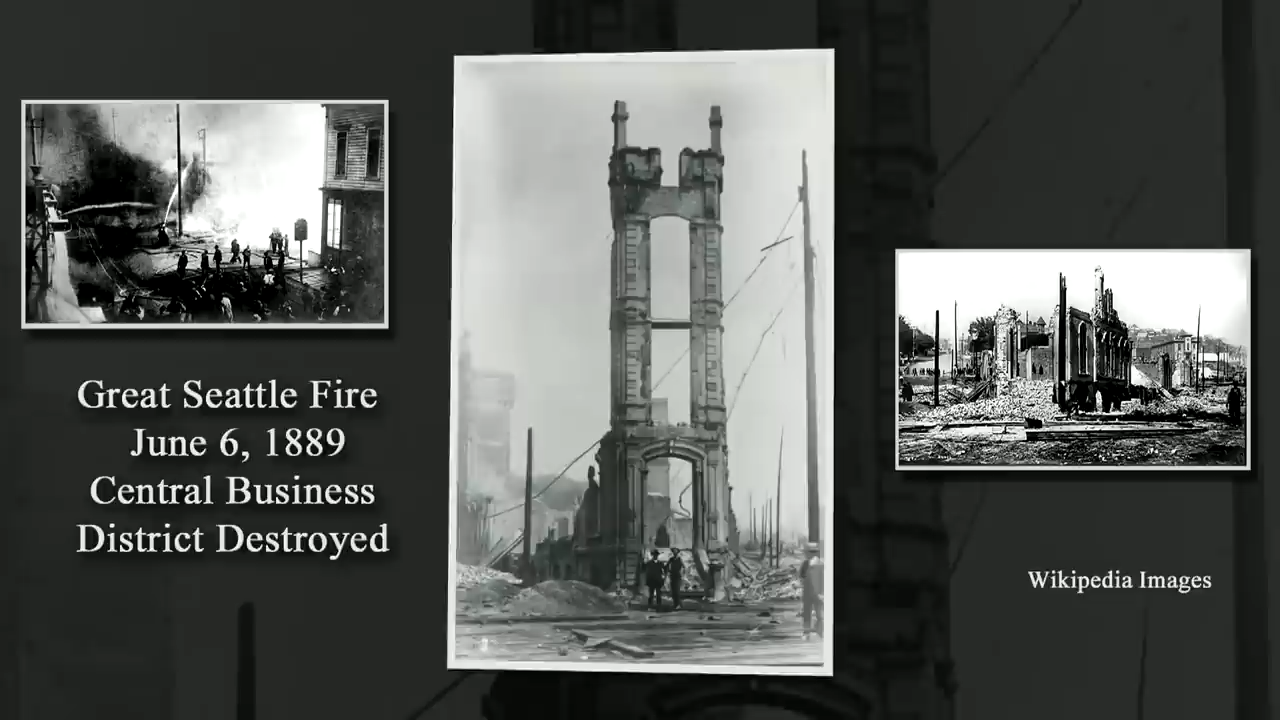 Great Seattle Fire
June 6, 1889
Central Business
District Destroyed
Wikipedia Images